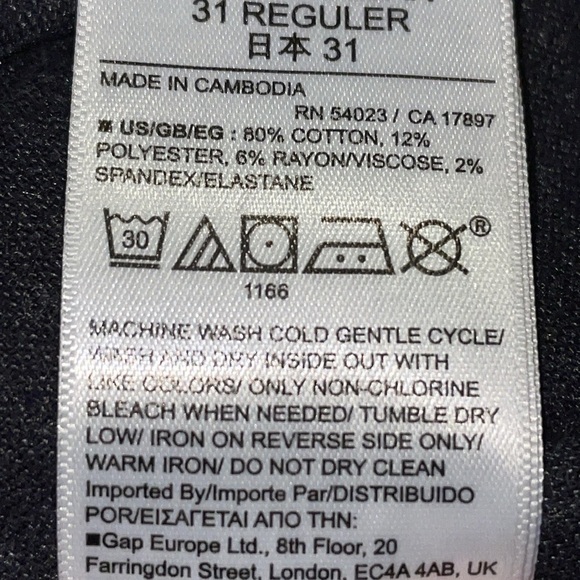 31 REGULER
日本 31
MADE IN CAMBODIA
RN 54023 / CA 17897
US/GB/EG : 80% COTTON, 12%
POLYESTER, 6% RAYON/VISCOSE, 2%
SPANDEX/ELASTANE
30
®
1166
MACHINE WASH COLD GENTLE CYCLE/
WASH AND DRY INSIDE OUT WITH
LIKE COLORS/ ONLY NON-CHLORINE
BLEACH WHEN NEEDED/ TUMBLE DRY
LOW/ IRON ON REVERSE SIDE ONLY/
WARM IRON/ DO NOT DRY CLEAN
Imported By/Importe Par/DISTRIBUIDO
POR/ΕΙΣΑΓΕΤΑΙ ΑΠΟ ΤΗΝ:
■Gap Europe Ltd., 8th Floor, 20
Farringdon Street, London, EC4A 4AB, UK